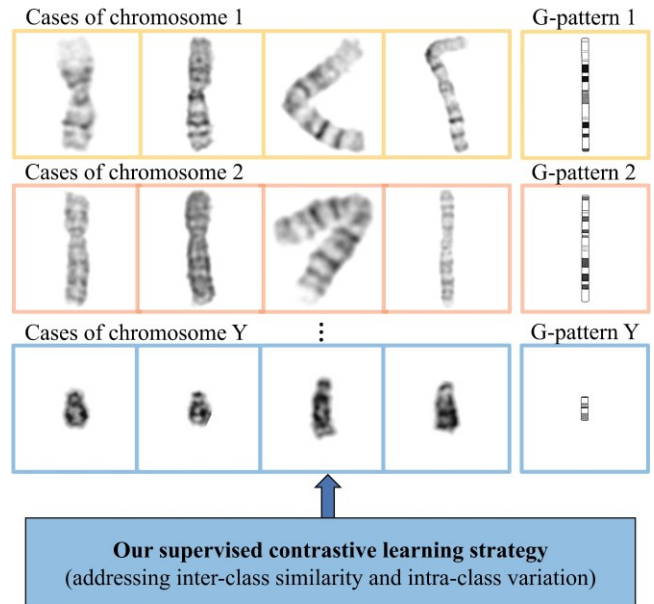 Cases of chromosome 1
G-pattern 1
Cases of chromosome 2
G-pattern 2
Cases of chromosome Y
⋮
G-pattern Y
Our supervised contrastive learning strategy
(addressing inter-class similarity and intra-class variation)